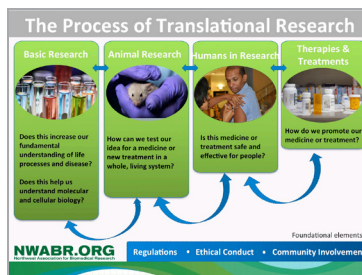 The Process of Translational Research
Basic Research
Does this increase our
fundamental
understanding of life
processes and disease?
Does this help us
understand molecular
and cellular biology?
Animal Research
How can we test our
idea for a medicine or
new treatment in a
whole, living system?
Humans in Research
Is this medicine or
treatment safe and
effective for people?
Therapies &
Treatments
How do we promote our
medicine or treatment?
Foundational elements
NWABR.ORG
Northwest Association for Biomedical Research
Regulations • Ethical Conduct • Community Involvement